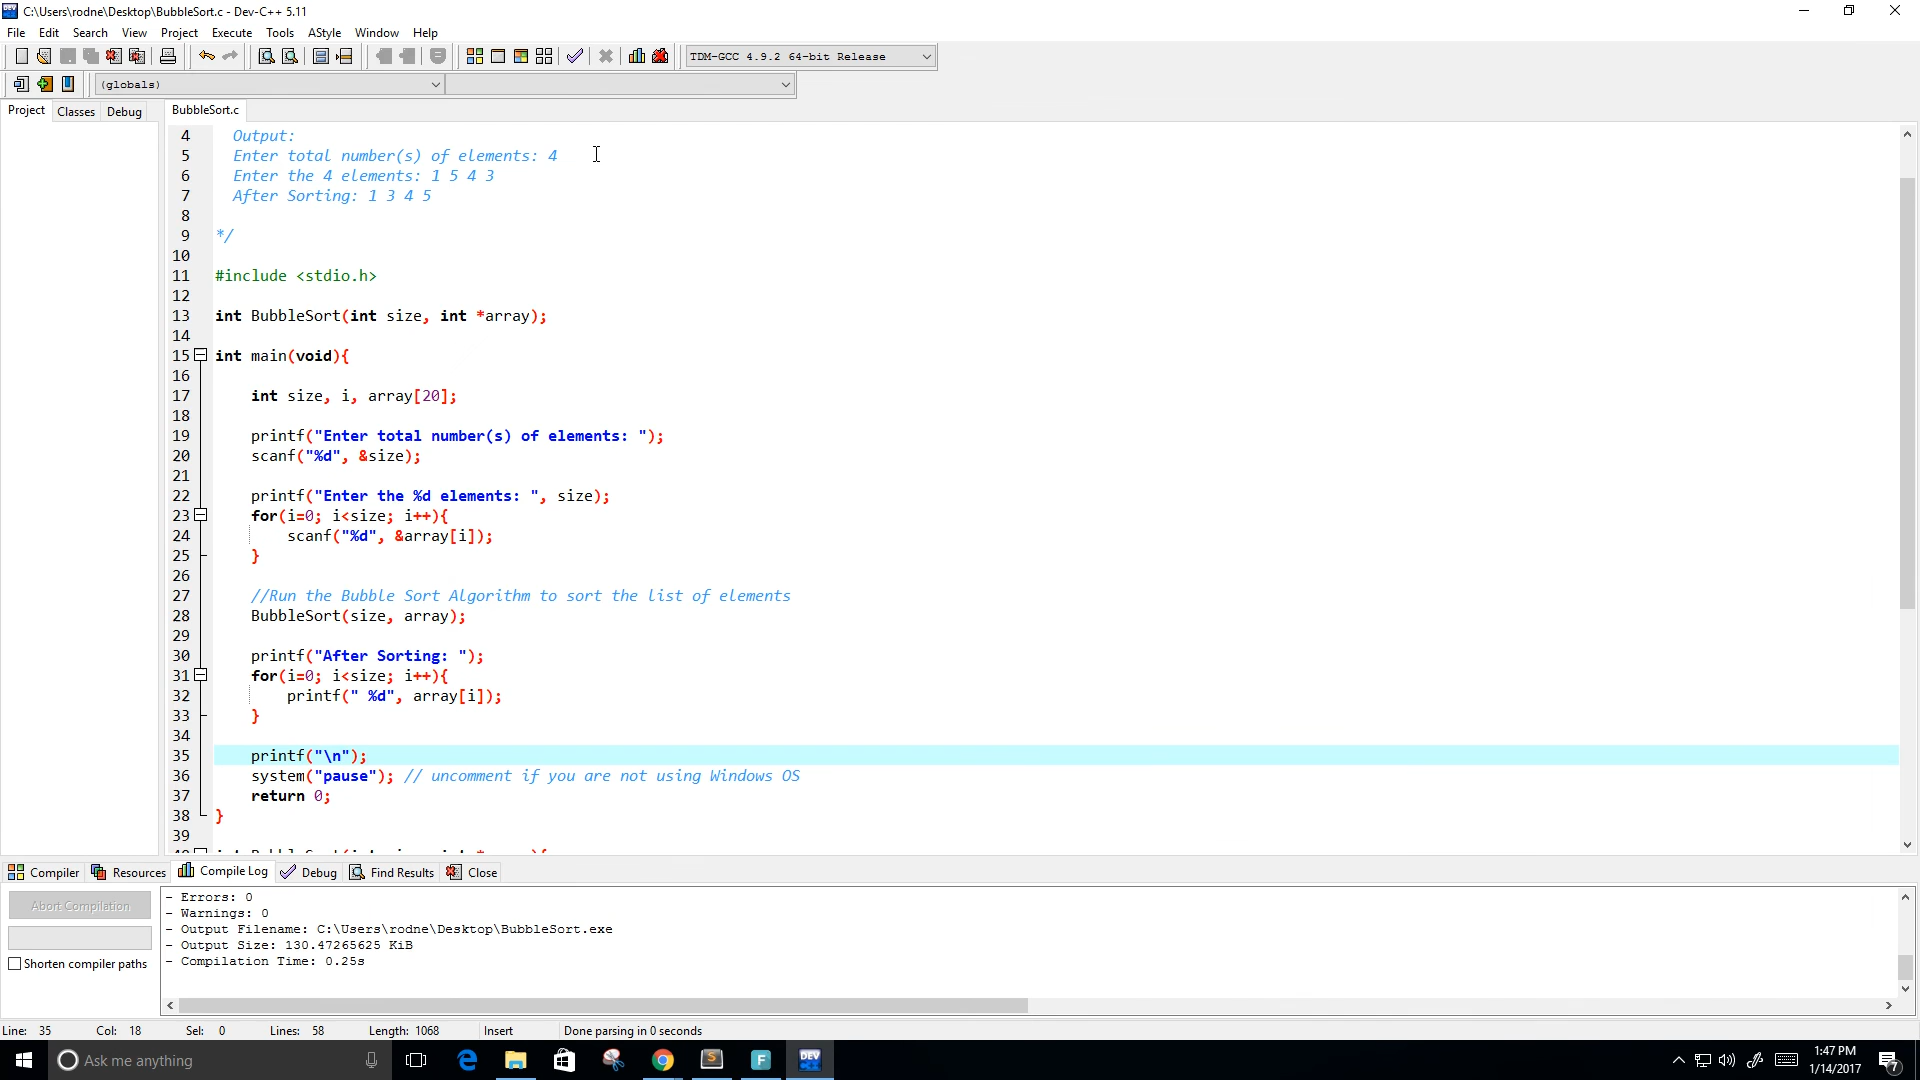 C:\Users\rodne\Desktop\BubbleSort.c - Dev-C++ 5.11
File Edit Search View Project Execute Tools AStyle Window Help
TDM-GCC 4.9.2 64-bit Release
(globals)
Project Classes Debug BubbleSort.c
4 Output:
5 Enter total number(s) of elements: 4
6 Enter the 4 elements: 1 5 4 3
7 After Sorting: 1 3 4 5
8
9 */
10
11 #include <stdio.h>
12
13 int BubbleSort(int size, int *array);
14
15 int main(void){
16
17 int size, i, array[20];
18
19 printf("Enter total number(s) of elements: ");
20 scanf("%d", &size);
21
22 printf("Enter the %d elements: ", size);
23 for(i=0; i<size; i++){
24 scanf("%d", &array[i]);
25 }
26
27 //Run the Bubble Sort Algorithm to sort the list of elements
28 BubbleSort(size, array);
29
30 printf("After Sorting: ");
31 for(i=0; i<size; i++){
32 printf(" %d", array[i]);
33 }
34
35 printf("\n");
36 system("pause"); // uncomment if you are not using Windows OS
37 return 0;
38 }
39
Compiler Resources Compile Log Debug Find Results Close
Abort Compilation
Shorten compiler paths
- Errors: 0
- Warnings: 0
- Output Filename: C:\Users\rodne\Desktop\BubbleSort.exe
- Output Size: 130.47265625 KiB
- Compilation Time: 0.25s
Line: 35 Col: 18 Sel: 0 Lines: 58 Length: 1068 Insert Done parsing in 0 seconds
Ask me anything
DEV
1:47 PM
1/14/2017
7